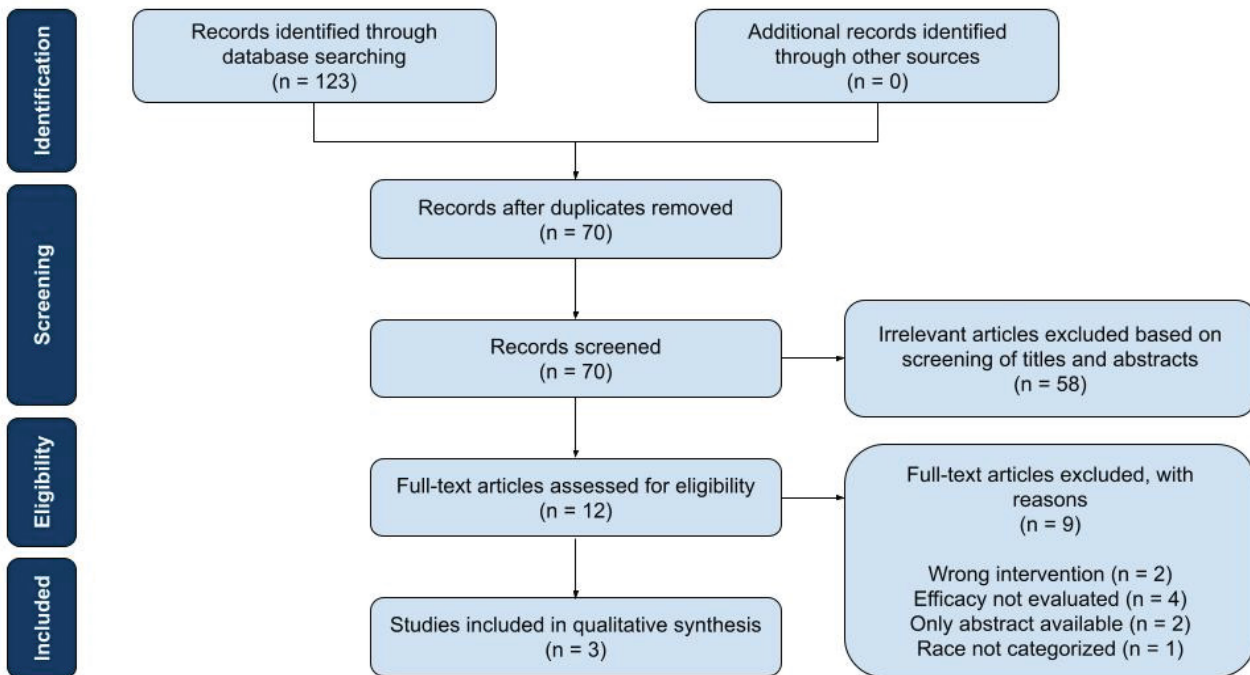 Identification
Records identified through
database searching
(n = 123)
Additional records identified
through other sources
(n = 0)
Screening
Records after duplicates removed
(n = 70)
Records screened
(n = 70)
Irrelevant articles excluded based on
screening of titles and abstracts
(n = 58)
Eligibility
Full-text articles assessed for eligibility
(n = 12)
Full-text articles excluded, with
reasons
(n = 9)
Wrong intervention (n = 2)
Efficacy not evaluated (n = 4)
Only abstract available (n = 2)
Race not categorized (n = 1)
Included
Studies included in qualitative synthesis
(n = 3)